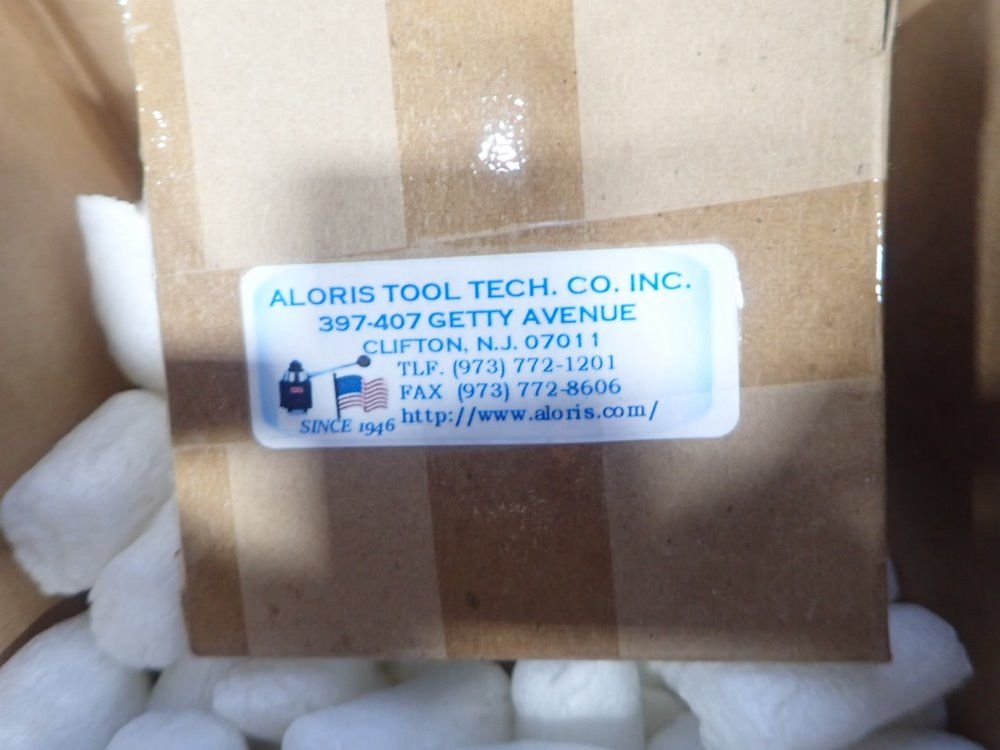 ALORIS TOOL TECH. CO. INC.
397-407 GETTY AVENUE
CLIFTON, N.J. 07011
TLF. (973) 772-1201
FAX (973) 772-8606
http://www.aloris.com/
SINCE 1946